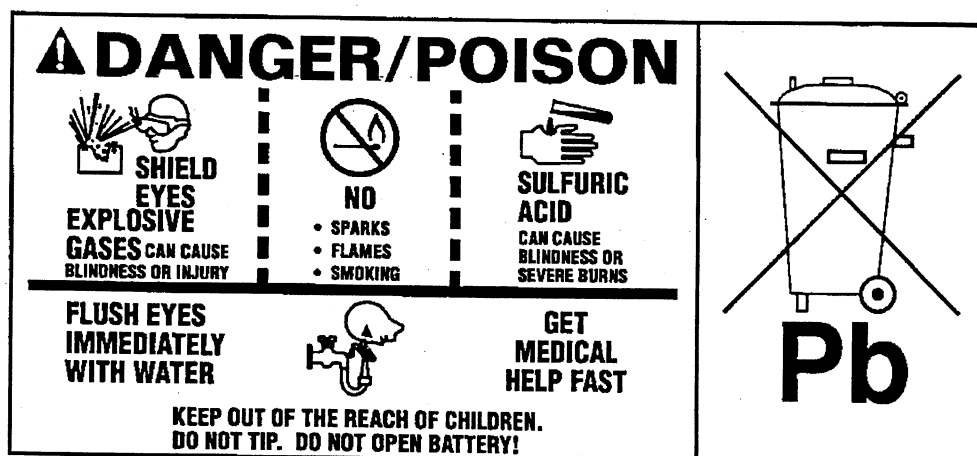 DANGER/POISON
SHIELD
EYES
EXPLOSIVE
GASES CAN CAUSE
BLINDNESS OR INJURY
NO
• SPARKS
• FLAMES
• SMOKING
SULFURIC
ACID
CAN CAUSE
BLINDNESS OR
SEVERE BURNS
FLUSH EYES
IMMEDIATELY
WITH WATER
GET
MEDICAL
HELP FAST
KEEP OUT OF THE REACH OF CHILDREN.
DO NOT TIP. DO NOT OPEN BATTERY!
Pb